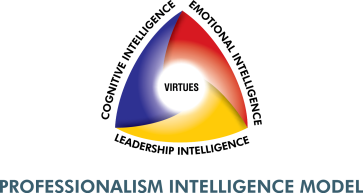 COGNITIVE INTELLIGENCE
EMOTIONAL INTELLIGENCE
VIRTUES
LEADERSHIP INTELLIGENCE
PROFESSIONALISM INTELLIGENCE MODEL